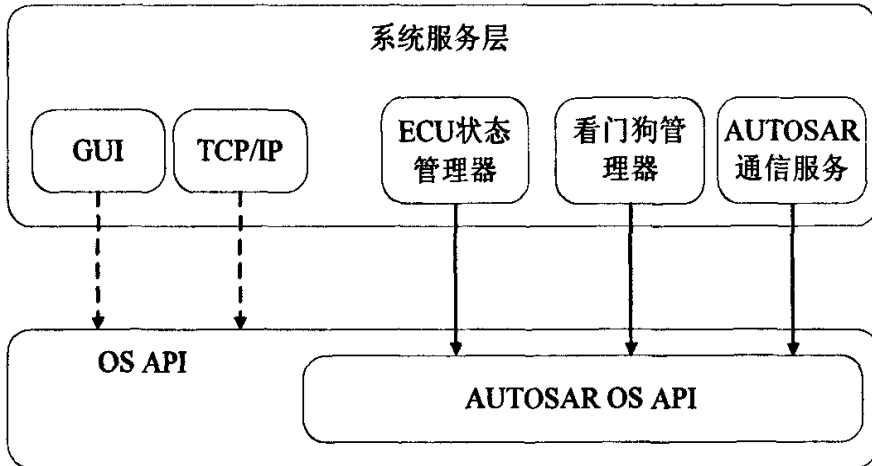 系统服务层
GUI
TCP/IP
ECU状态
管理器
看门狗管
理器
AUTOSAR
通信服务
OS API
AUTOSAR OS API